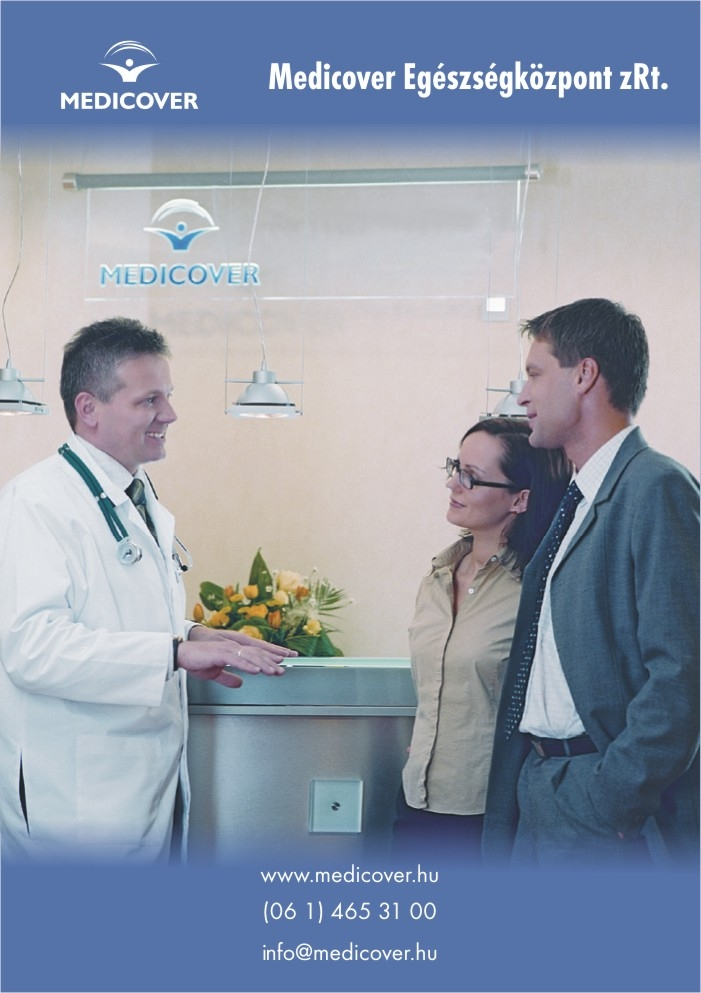 MEDICOVER
Medicover Egészségközpont zRt.
MEDICOVER
www.medicover.hu
(06 1) 465 31 00
info@medicover.hu